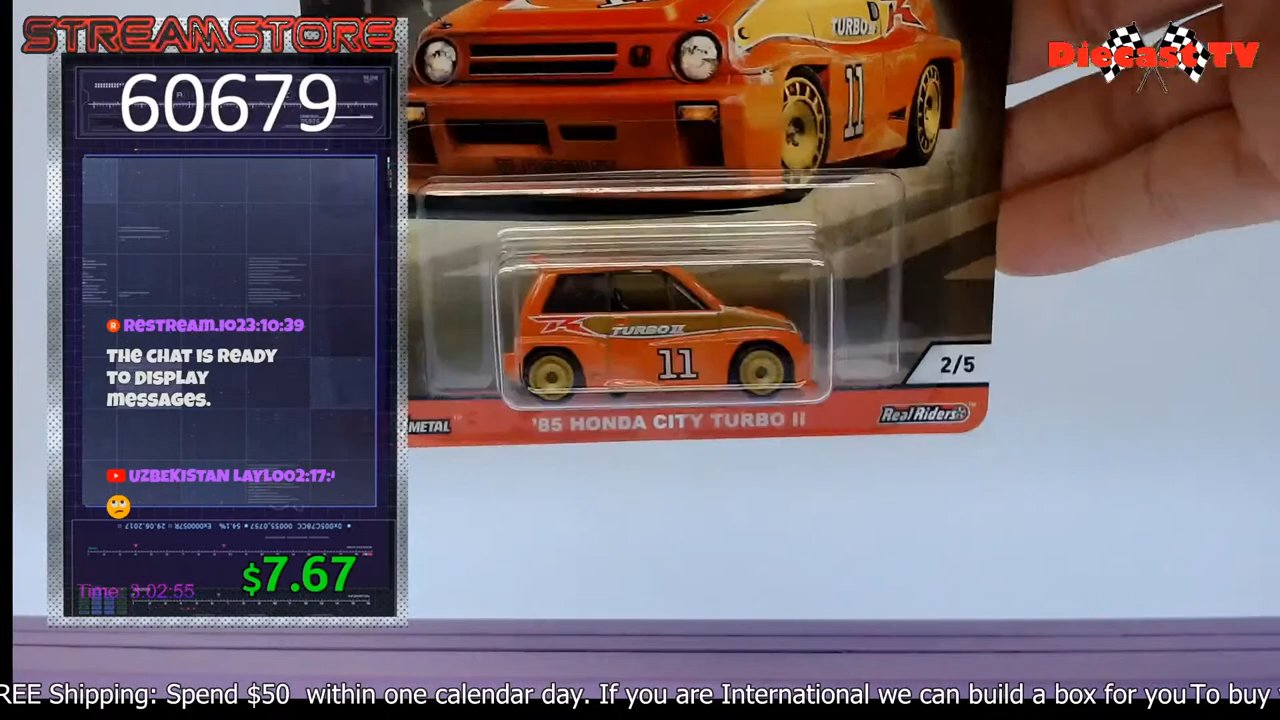 STREAMSTORE
60679
Restream.IO23:10:39
THE CHAT IS READY
TO DISPLAY
MESSAGES.
UZBEKISTAN LAYLO02:17:
$7.67
Time: 3:02:55
Diecast TV
TURBO
11
K
TURBO II
11
2/5
METAL
'85 HONDA CITY TURBO II
Real Riders
REE Shipping: Spend $50 within one calendar day. If you are International we can build a box for you To buy